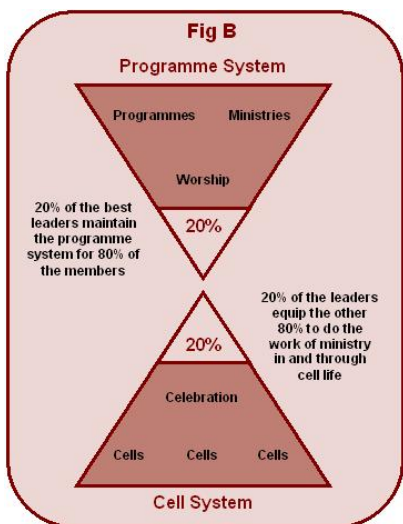 Fig B
Programme System
Programmes Ministries
Worship
20% of the best
leaders maintain
the programme
system for 80% of
the members
20%
20% of the leaders
equip the other
80% to do the
work of ministry
in and through
cell life
20%
Celebration
Cells Cells Cells
Cell System